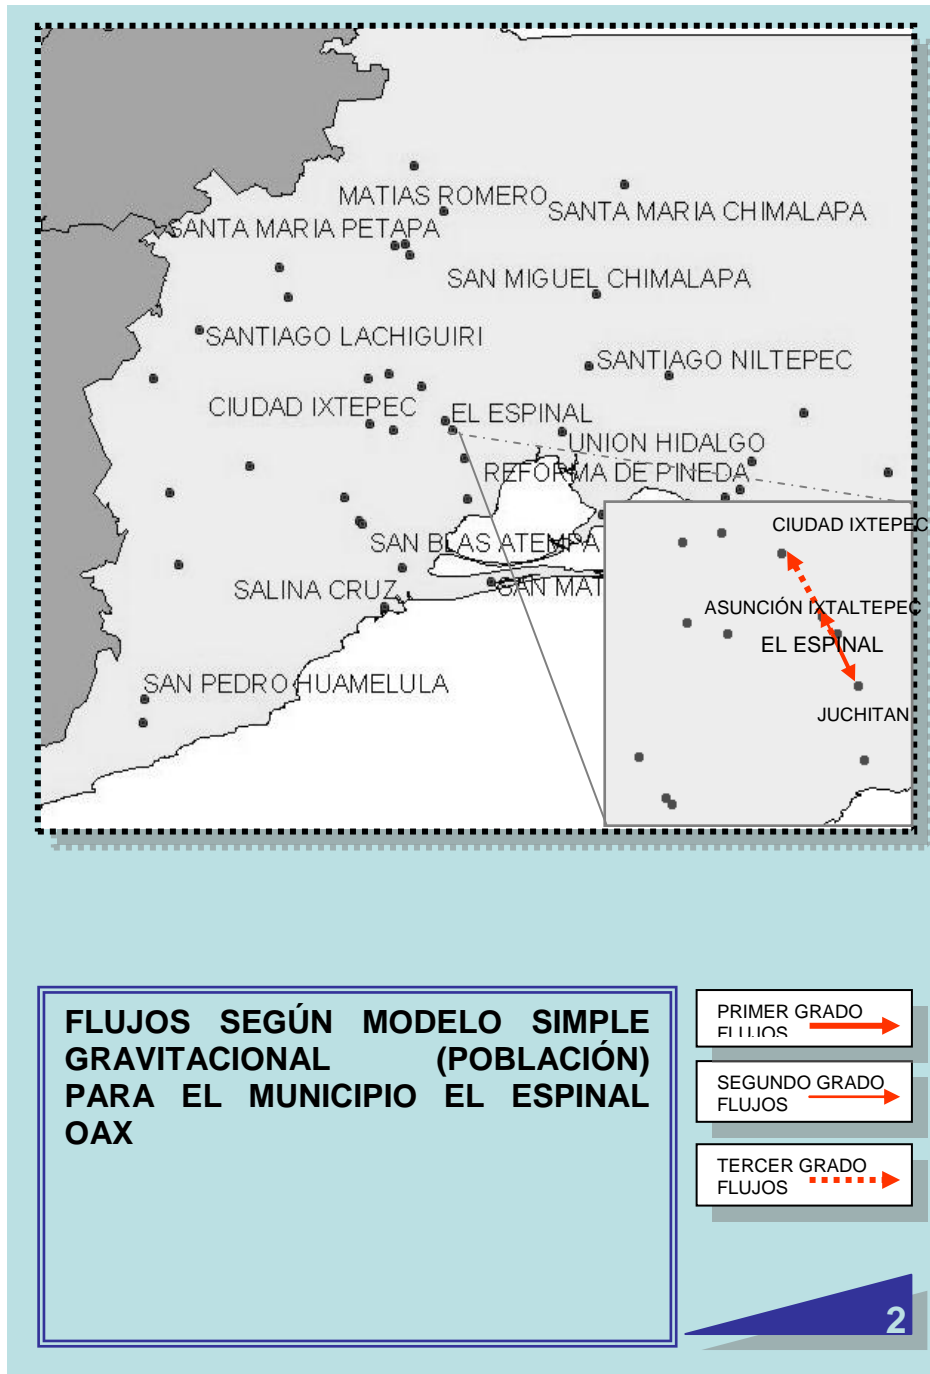 MATIAS ROMERO
SANTA MARIA CHIMALAPA
SANTA MARIA PETAPA
SAN MIGUEL CHIMALAPA
SANTIAGO LACHIGUIRI
SANTIAGO NILTEPEC
CIUDAD IXTEPEC
EL ESPINAL
UNION HIDALGO
REFORMA DE PINEDA
SAN BLAS ATEMPA
SALINA CRUZ
SAN MAT
SAN PEDRO HUAMELULA
CIUDAD IXTEPEC
ASUNCIÓN IXTALTEPEC
EL ESPINAL
JUCHITAN
FLUJOS SEGÚN MODELO SIMPLE
GRAVITACIONAL (POBLACIÓN)
PARA EL MUNICIPIO EL ESPINAL
OAX
PRIMER GRADO
FLUJOS
SEGUNDO GRADO
FLUJOS
TERCER GRADO
FLUJOS
2